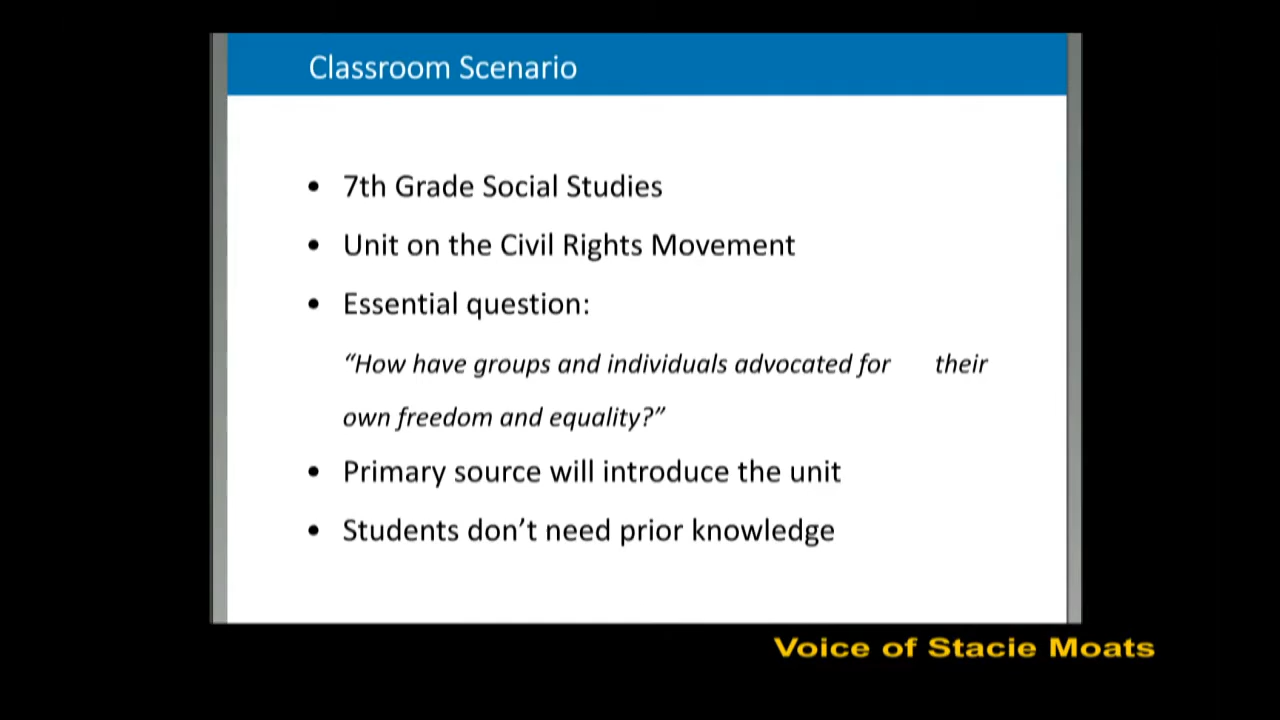 Classroom Scenario
• 7th Grade Social Studies
• Unit on the Civil Rights Movement
• Essential question:
“How have groups and individuals advocated for their
own freedom and equality?”
• Primary source will introduce the unit
• Students don’t need prior knowledge
Voice of Stacie Moats